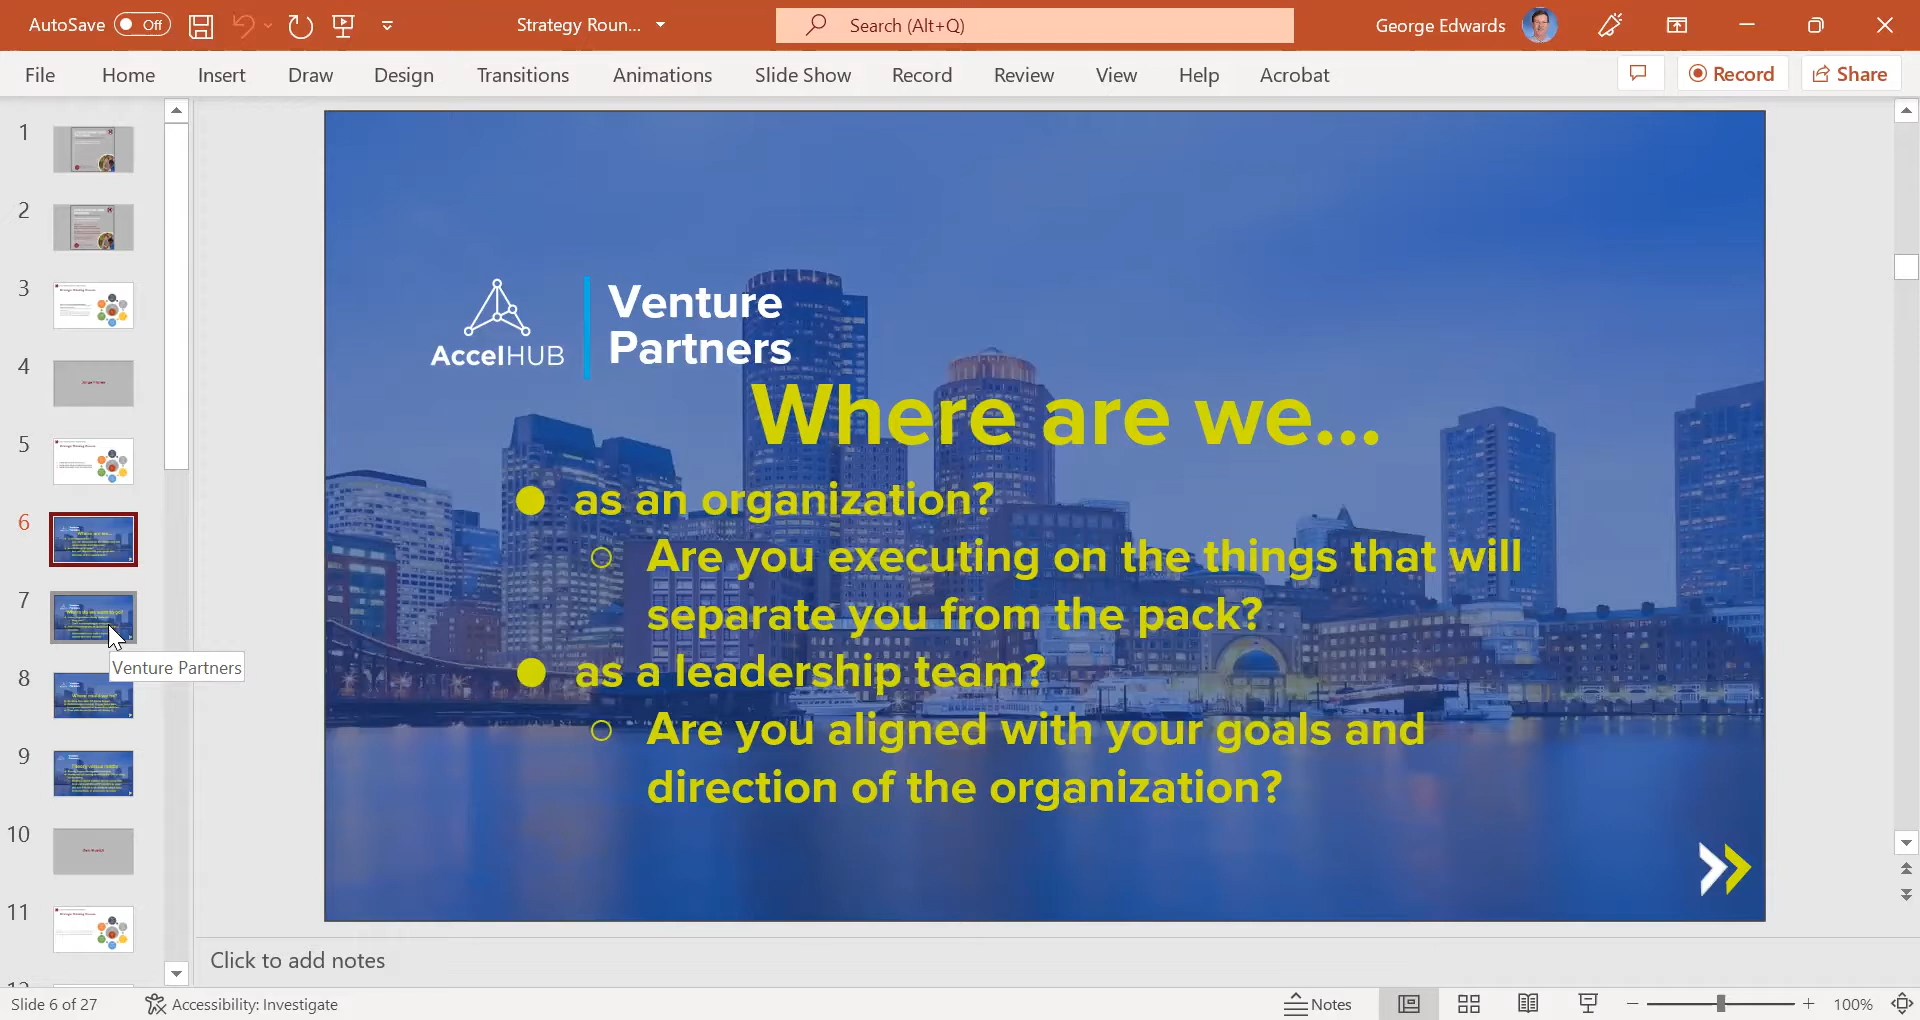 AutoSave Off
Strategy Roun...
Search (Alt+Q)
George Edwards
File Home Insert Draw Design Transitions Animations Slide Show Record Review View Help Acrobat
Record
Share
1
2
3
4
5
6
7
8
9
10
11
Venture Partners
AccelHUB
Venture
Partners
Where are we...
as an organization?
Are you executing on the things that will
separate you from the pack?
as a leadership team?
Are you aligned with your goals and
direction of the organization?
Click to add notes
Slide 6 of 27
Accessibility: Investigate
Notes
100%